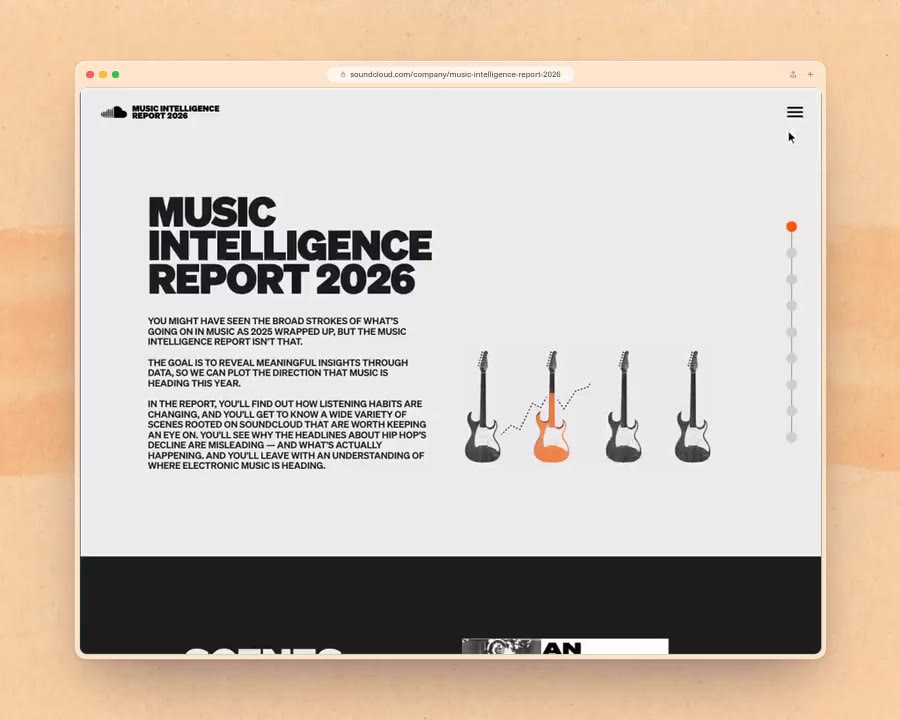 soundcloud.com/company/music-intelligence-report-2026
MUSIC INTELLIGENCE
REPORT 2026
MUSIC
INTELLIGENCE
REPORT 2026
YOU MIGHT HAVE SEEN THE BROAD STROKES OF WHAT'S
GOING ON IN MUSIC AS 2025 WRAPPED UP, BUT THE MUSIC
INTELLIGENCE REPORT ISN'T THAT.
THE GOAL IS TO REVEAL MEANINGFUL INSIGHTS THROUGH
DATA, SO WE CAN PLOT THE DIRECTION THAT MUSIC IS
HEADING THIS YEAR.
IN THE REPORT, YOU'LL FIND OUT HOW LISTENING HABITS ARE
CHANGING, AND YOU'LL GET TO KNOW A WIDE VARIETY OF
SCENES ROOTED ON SOUNDCLOUD THAT ARE WORTH KEEPING
AN EYE ON. YOU'LL SEE WHY THE HEADLINES ABOUT HIP HOP'S
DECLINE ARE MISLEADING — AND WHAT'S ACTUALLY
HAPPENING. AND YOU'LL LEAVE WITH AN UNDERSTANDING OF
WHERE ELECTRONIC MUSIC IS HEADING.
SCENES
AN